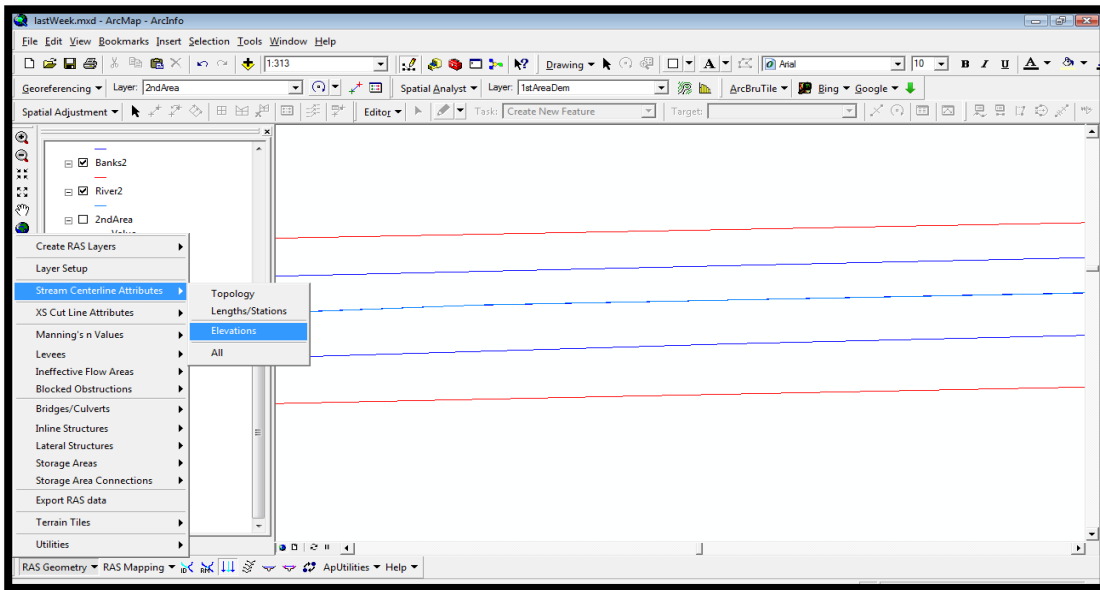 lastWeek.mxd - ArcMap - ArcInfo
File Edit View Bookmarks Insert Selection Tools Window Help
1:313 Drawing A Arial 10 B I U A
Georeferencing Layer: 2ndArea Spatial Analyst Layer: 1stAreaDem ArcBruTile Bing Google
Spatial Adjustment Editor Task: Create New Feature Target:
Banks2
River2
2ndArea
Create RAS Layers
Layer Setup
Stream Centerline Attributes
Topology
Lengths/Stations
Elevations
All
XS Cut Line Attributes
Manning's n Values
Levees
Ineffective Flow Areas
Blocked Obstructions
Bridges/Culverts
Inline Structures
Lateral Structures
Storage Areas
Storage Area Connections
Export RAS data
Terrain Tiles
Utilities
RAS Geometry RAS Mapping ID RS ApUtilities Help